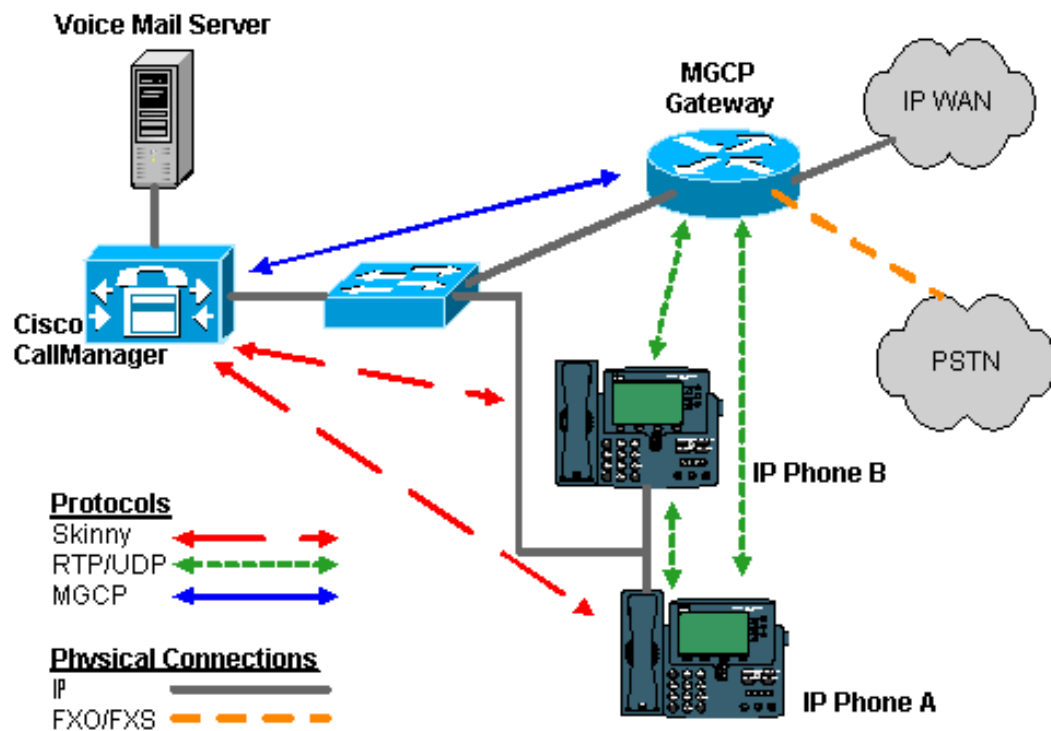 Voice Mail Server
MGCP
Gateway
IP WAN
Cisco
CallManager
PSTN
IP Phone B
Protocols
Skinny
RTP/UDP
MGCP
Physical Connections
IP
FXO/FXS
IP Phone A